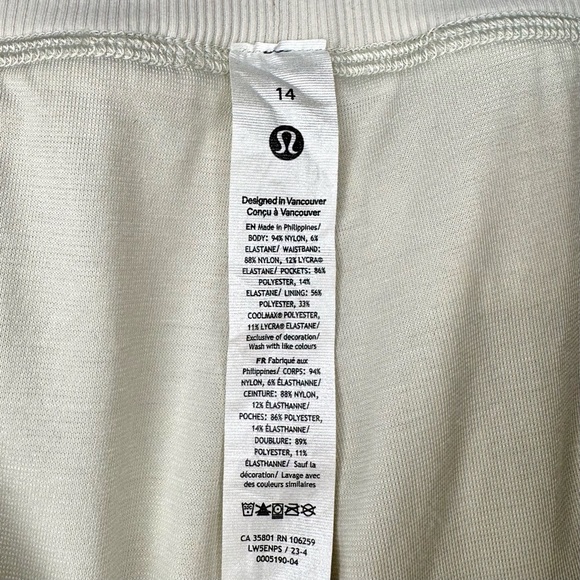 14
Designed in Vancouver
Conçu à Vancouver
EN Made in Philippines/
BODY: 94% NYLON, 6%
ELASTANE/ WAISTBAND:
88% NYLON, 12% LYCRA®
ELASTANE/ POCKETS: 86%
POLYESTER, 14%
ELASTANE/ LINING: 56%
POLYESTER, 33%
COOLMAX® POLYESTER,
11% LYCRA® ELASTANE/
Exclusive of decoration/
Wash with like colours
FR Fabriqué aux
Philippines/ CORPS: 94%
NYLON, 6% ÉLASTHANNE/
CEINTURE: 88% NYLON,
12% ÉLASTHANNE/
POCHES: 86% POLYESTER,
14% ÉLASTHANNE/
DOUBLURE: 89%
POLYESTER, 11%
ÉLASTHANNE/ Sauf la
décoration/ Lavage avec
des couleurs similaires
CA 35801 RN 106259
LW5ENPS / 23-4
0005190-04